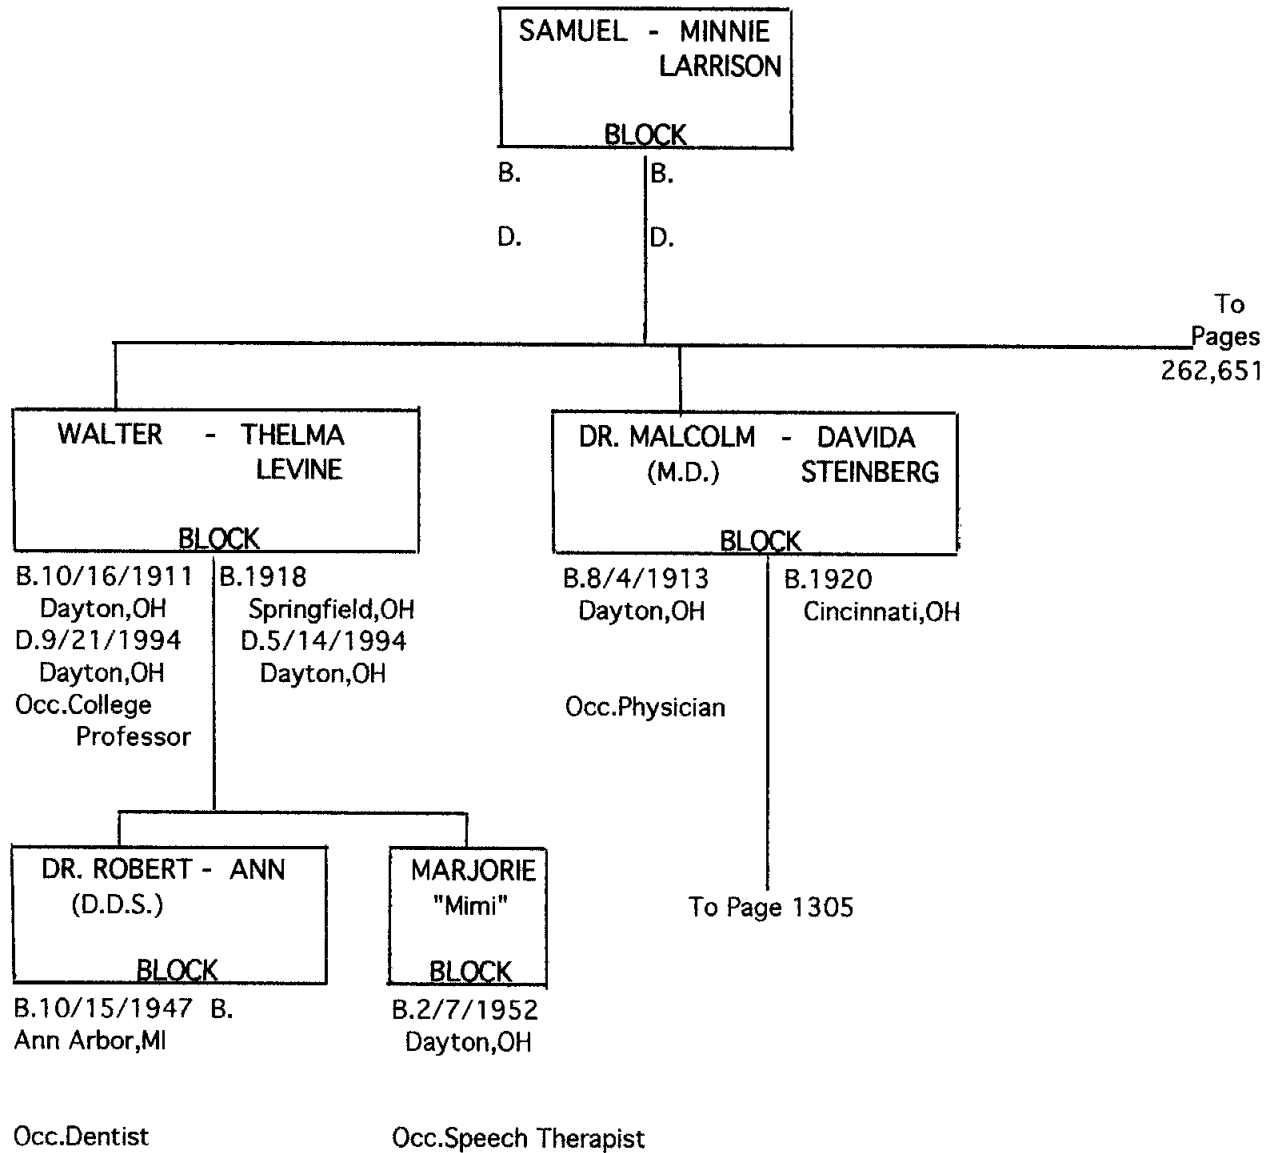 SAMUEL - MINNIE
LARRISON
BLOCK
B. B.
D. D.
To
Pages
262,651
WALTER - THELMA
LEVINE
BLOCK
B.10/16/1911 B.1918
Dayton,OH Springfield,OH
D.9/21/1994 D.5/14/1994
Dayton,OH Dayton,OH
Occ.College
Professor
DR. MALCOLM - DAVIDA
(M.D.) STEINBERG
BLOCK
B.8/4/1913 B.1920
Dayton,OH Cincinnati,OH
Occ.Physician
To Page 1305
DR. ROBERT - ANN
(D.D.S.)
BLOCK
B.10/15/1947 B.
Ann Arbor,MI
Occ.Dentist
MARJORIE
"Mimi"
BLOCK
B.2/7/1952
Dayton,OH
Occ.Speech Therapist